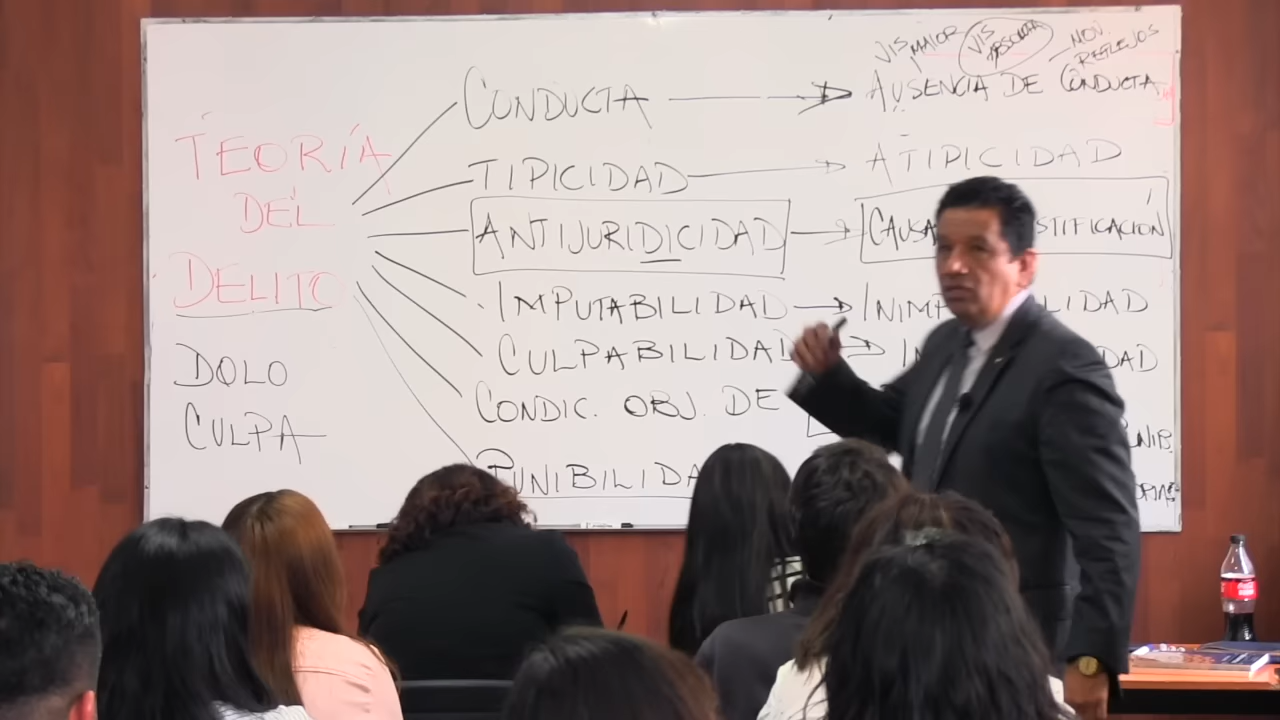 TEORÍA
DEL
DELITO
DOLO
CULPA
CONDUCTA
TIPICIDAD
ANTIJURIDICIDAD
IMPUTABILIDAD
CULPABILIDAD
CONDIC. OBJ. DE
PUNIBILIDA
VIS MAIOR
VIS ABSOLUTA
MOV. REFLEJOS
AUSENCIA DE CONDUCTA
ATIPICIDAD